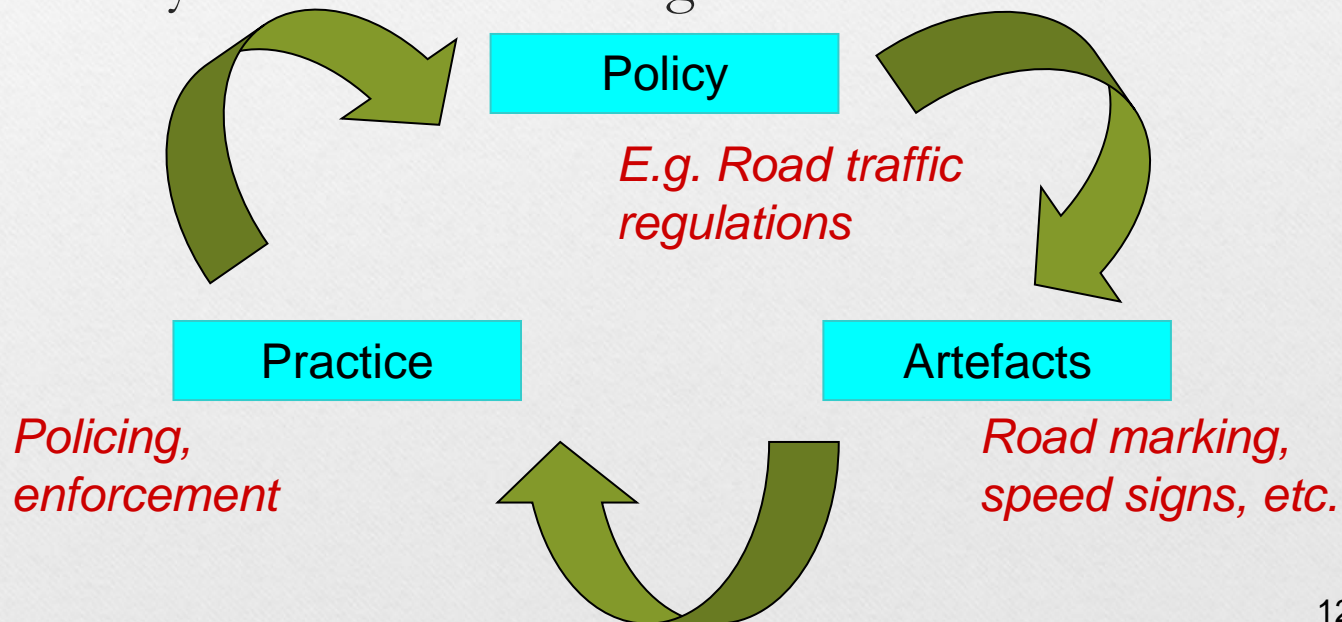 Policy
E.g. Road traffic
regulations
Practice
Artefacts
Policing,
enforcement
Road marking,
speed signs, etc.
12